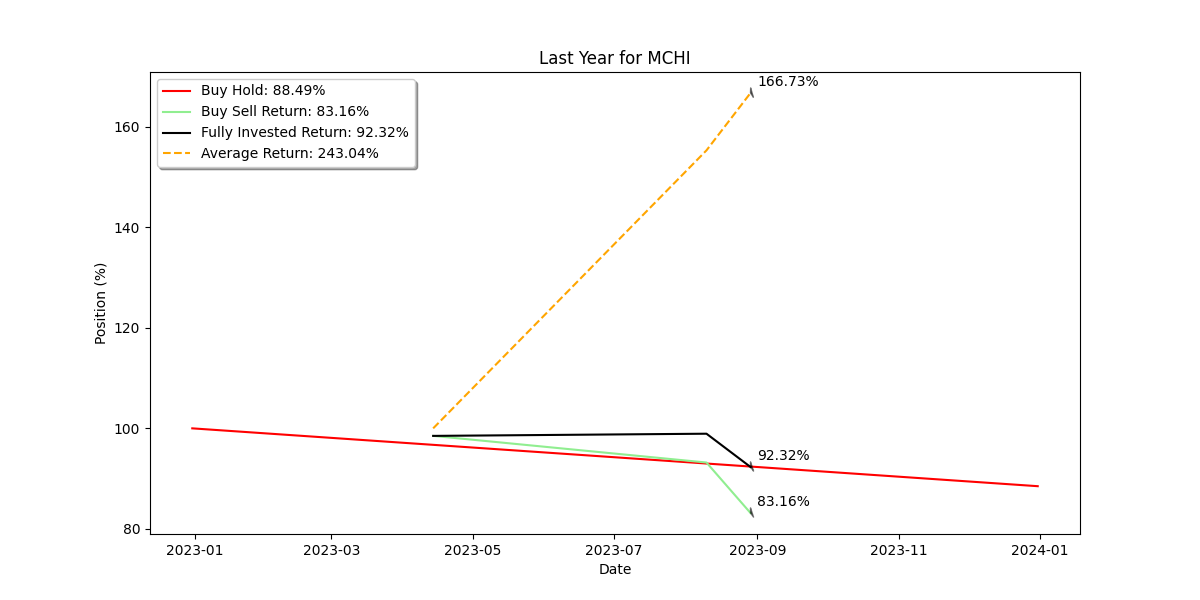 Last Year for MCHI
Buy Hold: 88.49%
Buy Sell Return: 83.16%
Fully Invested Return: 92.32%
Average Return: 243.04%
166.73%
92.32%
83.16%
Position (%)
160
140
120
100
80
2023-01
2023-03
2023-05
2023-07
2023-09
2023-11
2024-01
Date